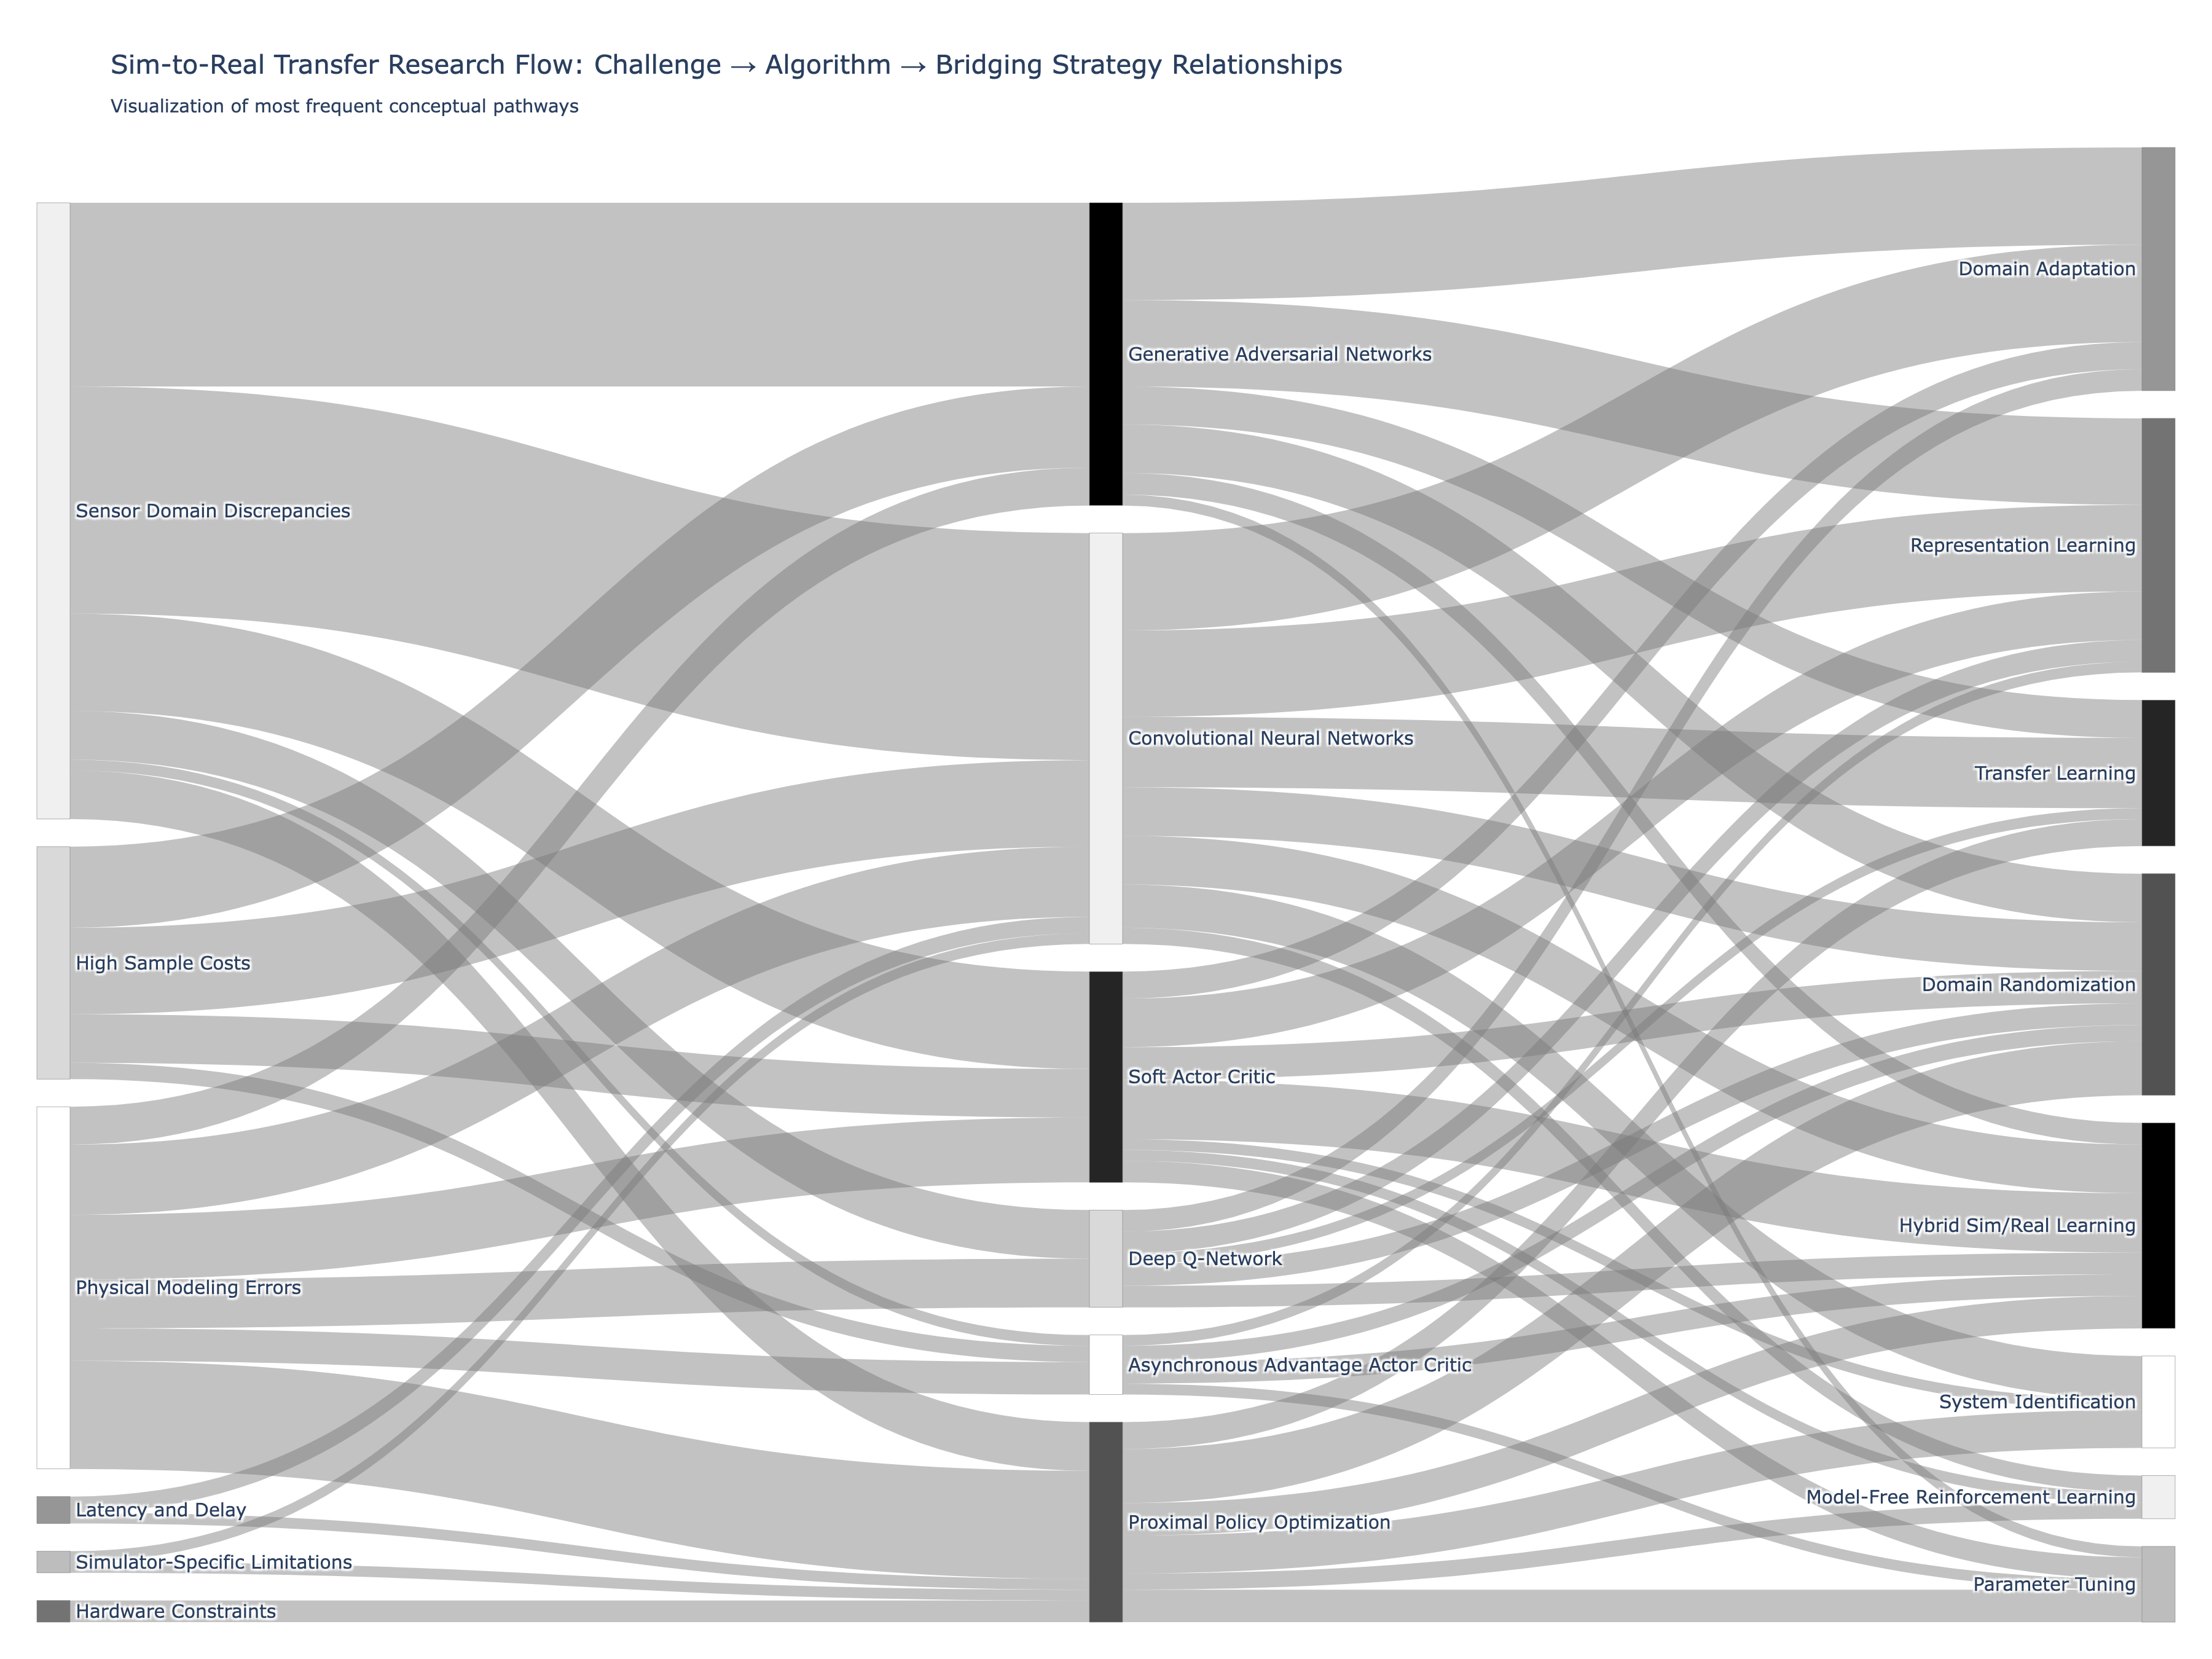 Sim-to-Real Transfer Research Flow: Challenge → Algorithm → Bridging Strategy Relationships
Visualization of most frequent conceptual pathways
Sensor Domain Discrepancies
High Sample Costs
Physical Modeling Errors
Latency and Delay
Simulator-Specific Limitations
Hardware Constraints
Generative Adversarial Networks
Convolutional Neural Networks
Soft Actor Critic
Deep Q-Network
Asynchronous Advantage Actor Critic
Proximal Policy Optimization
Domain Adaptation
Representation Learning
Transfer Learning
Domain Randomization
Hybrid Sim/Real Learning
System Identification
Model-Free Reinforcement Learning
Parameter Tuning